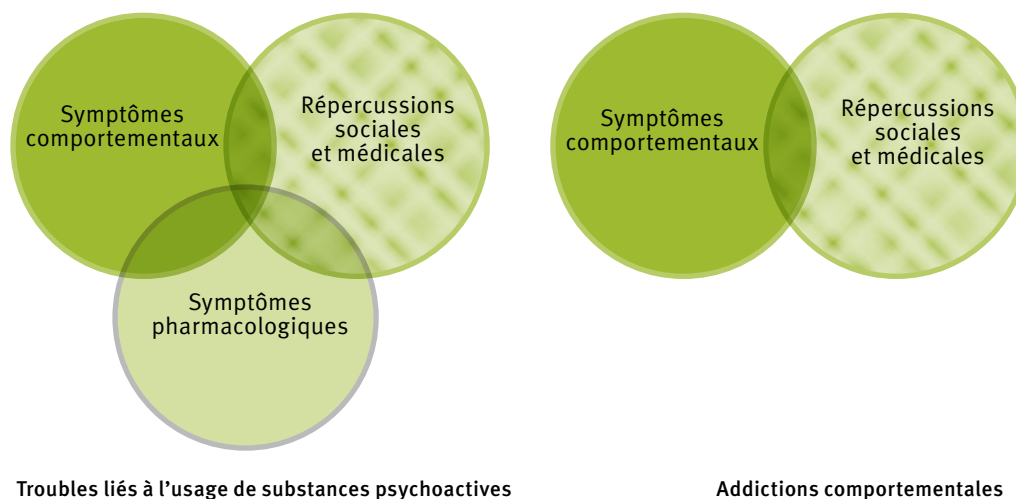 Symptômes
comportementaux
Répercussions
sociales
et médicales
Symptômes
pharmacologiques
Troubles liés à l’usage de substances psychoactives
Symptômes
comportementaux
Répercussions
sociales
et médicales
Addictions comportementales